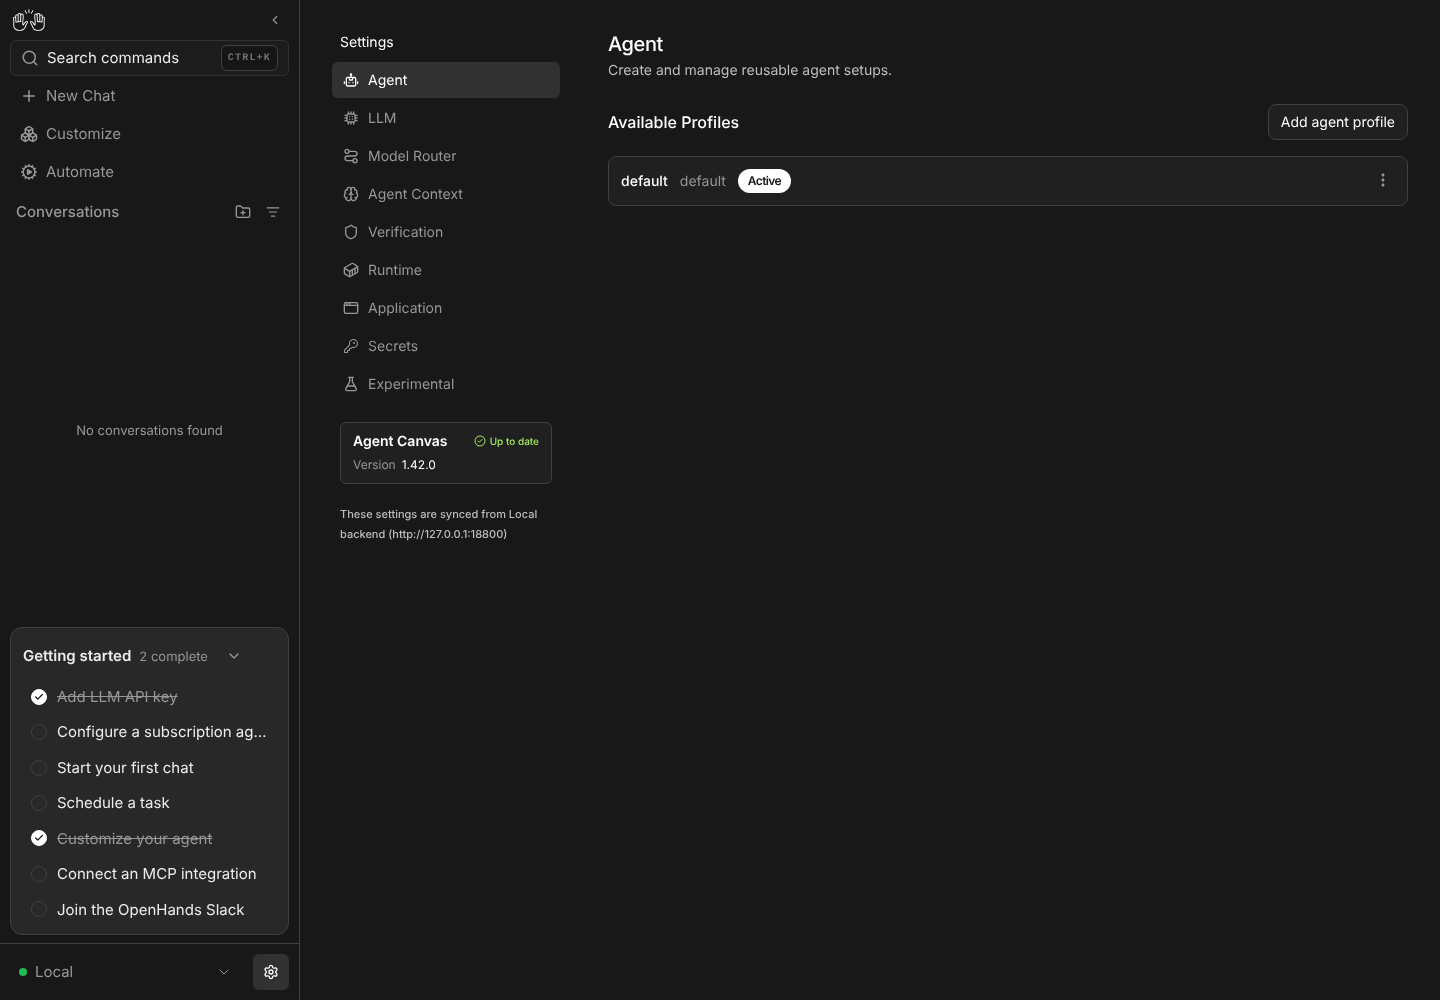 Search commands
CTRL+K
New Chat
Customize
Automate
Conversations
No conversations found
Getting started 2 complete
Add LLM API key
Configure a subscription ag...
Start your first chat
Schedule a task
Customize your agent
Connect an MCP integration
Join the OpenHands Slack
Local
Settings
Agent
LLM
Model Router
Agent Context
Verification
Runtime
Application
Secrets
Experimental
Agent Canvas
Up to date
Version 1.42.0
These settings are synced from Local
backend (http://127.0.0.1:18800)
Agent
Create and manage reusable agent setups.
Available Profiles
Add agent profile
default default Active